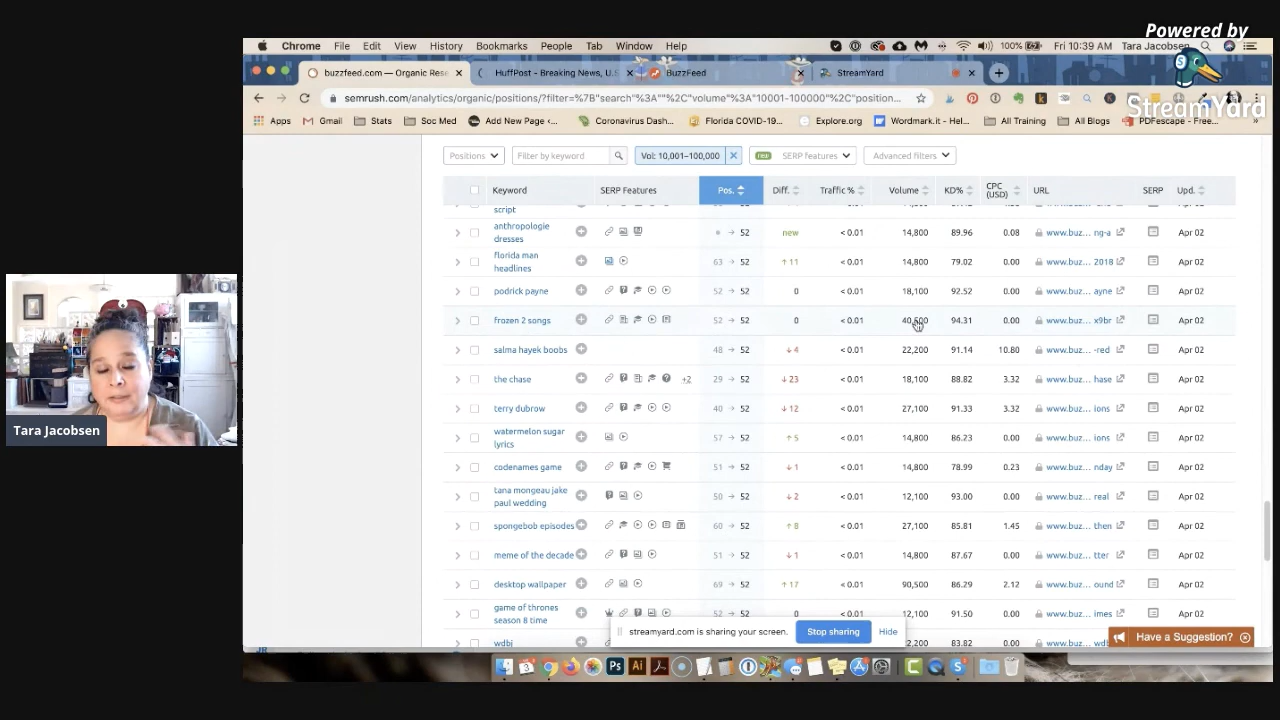 Powered by
StreamYard
Chrome File Edit View History Bookmarks People Tab Window Help
100% Fri 10:39 AM Tara Jacobsen
buzzfeed.com — Organic Rese
HuffPost - Breaking News, U.S
BuzzFeed
StreamYard
semrush.com/analytics/organic/positions/?filter=%7B"search"%3A""%2C"volume"%3A"10001-100000"%2C"position...
Apps Gmail Stats Soc Med Add New Page <... Coronavirus Dash... Florida COVID-19... Explore.org Wordmark.it - Hel... All Training All Blogs PDFescape - Free...
Positions Filter by keyword Vol: 10,001–100,000 new SERP features Advanced filters
Keyword SERP Features Pos. Diff. Traffic % Volume KD% CPC (USD) URL SERP Upd.
script
anthropologie dresses → 52 new < 0.01 14,800 89.96 0.08 www.buz... ng-a Apr 02
florida man headlines 63 → 52 ↑ 11 < 0.01 14,800 79.02 0.00 www.buz... 2018 Apr 02
podrick payne 52 → 52 0 < 0.01 18,100 92.52 0.00 www.buz... ayne Apr 02
frozen 2 songs 52 → 52 0 < 0.01 94.31 0.00 www.buz... x9br Apr 02
salma hayek boobs 48 → 52 ↓ 4 < 0.01 22,200 91.14 10.80 www.buz... -red Apr 02
the chase +2 29 → 52 ↓ 23 < 0.01 18,100 88.82 3.32 www.buz... hase Apr 02
terry dubrow 40 → 52 ↓ 12 < 0.01 27,100 91.33 3.32 www.buz... ions Apr 02
watermelon sugar lyrics 57 → 52 ↑ 5 < 0.01 14,800 86.23 0.00 www.buz... ions Apr 02
codenames game 51 → 52 ↓ 1 < 0.01 14,800 78.99 0.23 www.buz... nday Apr 02
tana mongeau jake paul wedding 50 → 52 ↓ 2 < 0.01 12,100 93.00 0.00 www.buz... real Apr 02
spongebob episodes 60 → 52 ↑ 8 < 0.01 27,100 85.81 1.45 www.buz... then Apr 02
meme of the decade 51 → 52 ↓ 1 < 0.01 14,800 87.67 0.00 www.buz... tter Apr 02
desktop wallpaper 69 → 52 ↑ 17 < 0.01 90,500 86.29 2.12 www.buz... ound Apr 02
game of thrones season 8 time 52 → 52 0 < 0.01 12,100 91.50 0.00 www.buz... imes Apr 02
wdbj 83.82 0.00 Apr 02
streamyard.com is sharing your screen. Stop sharing Hide
Have a Suggestion?
Tara Jacobsen